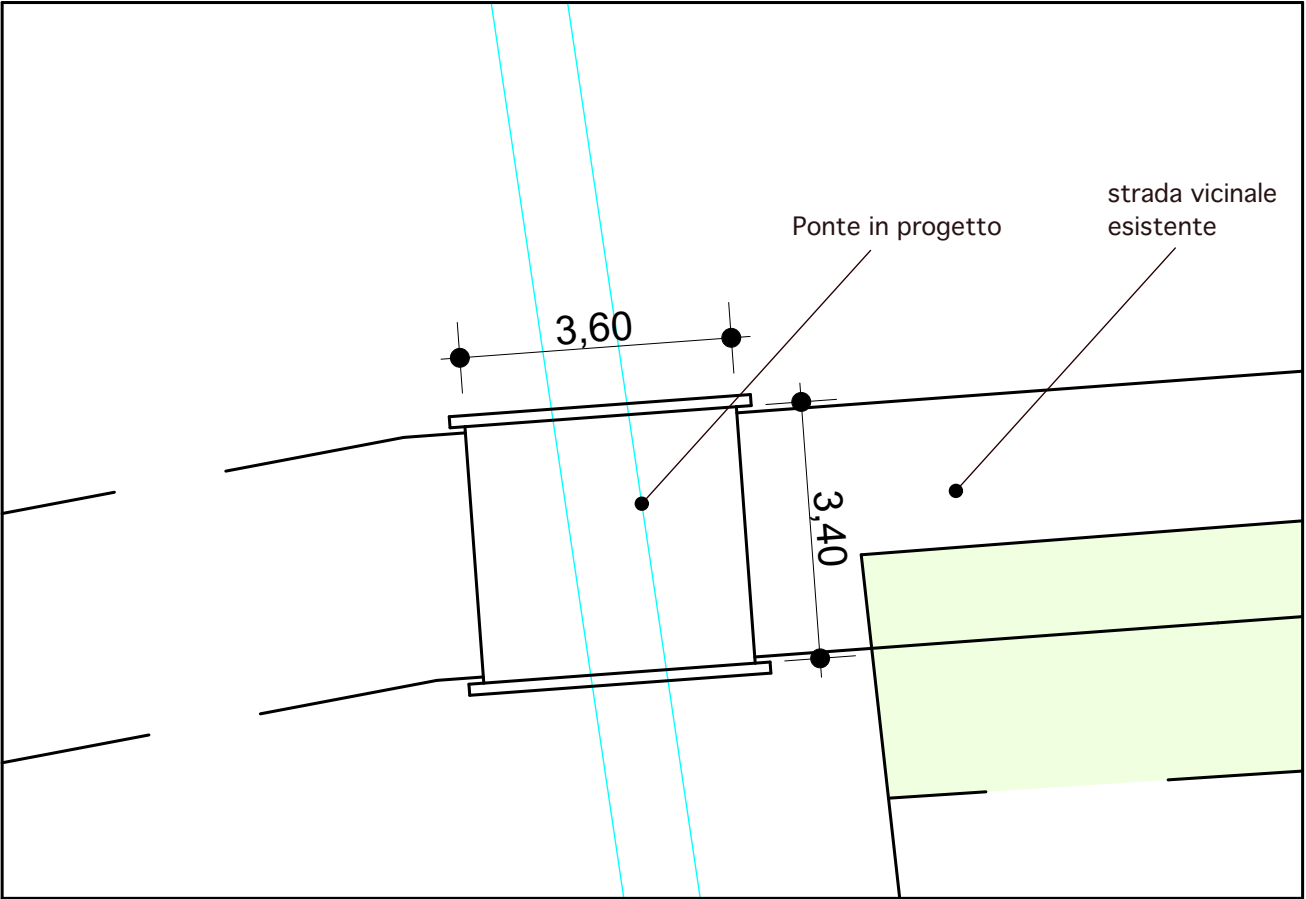 strada vicinale
esistente
Ponte in progetto
3,60
3,40